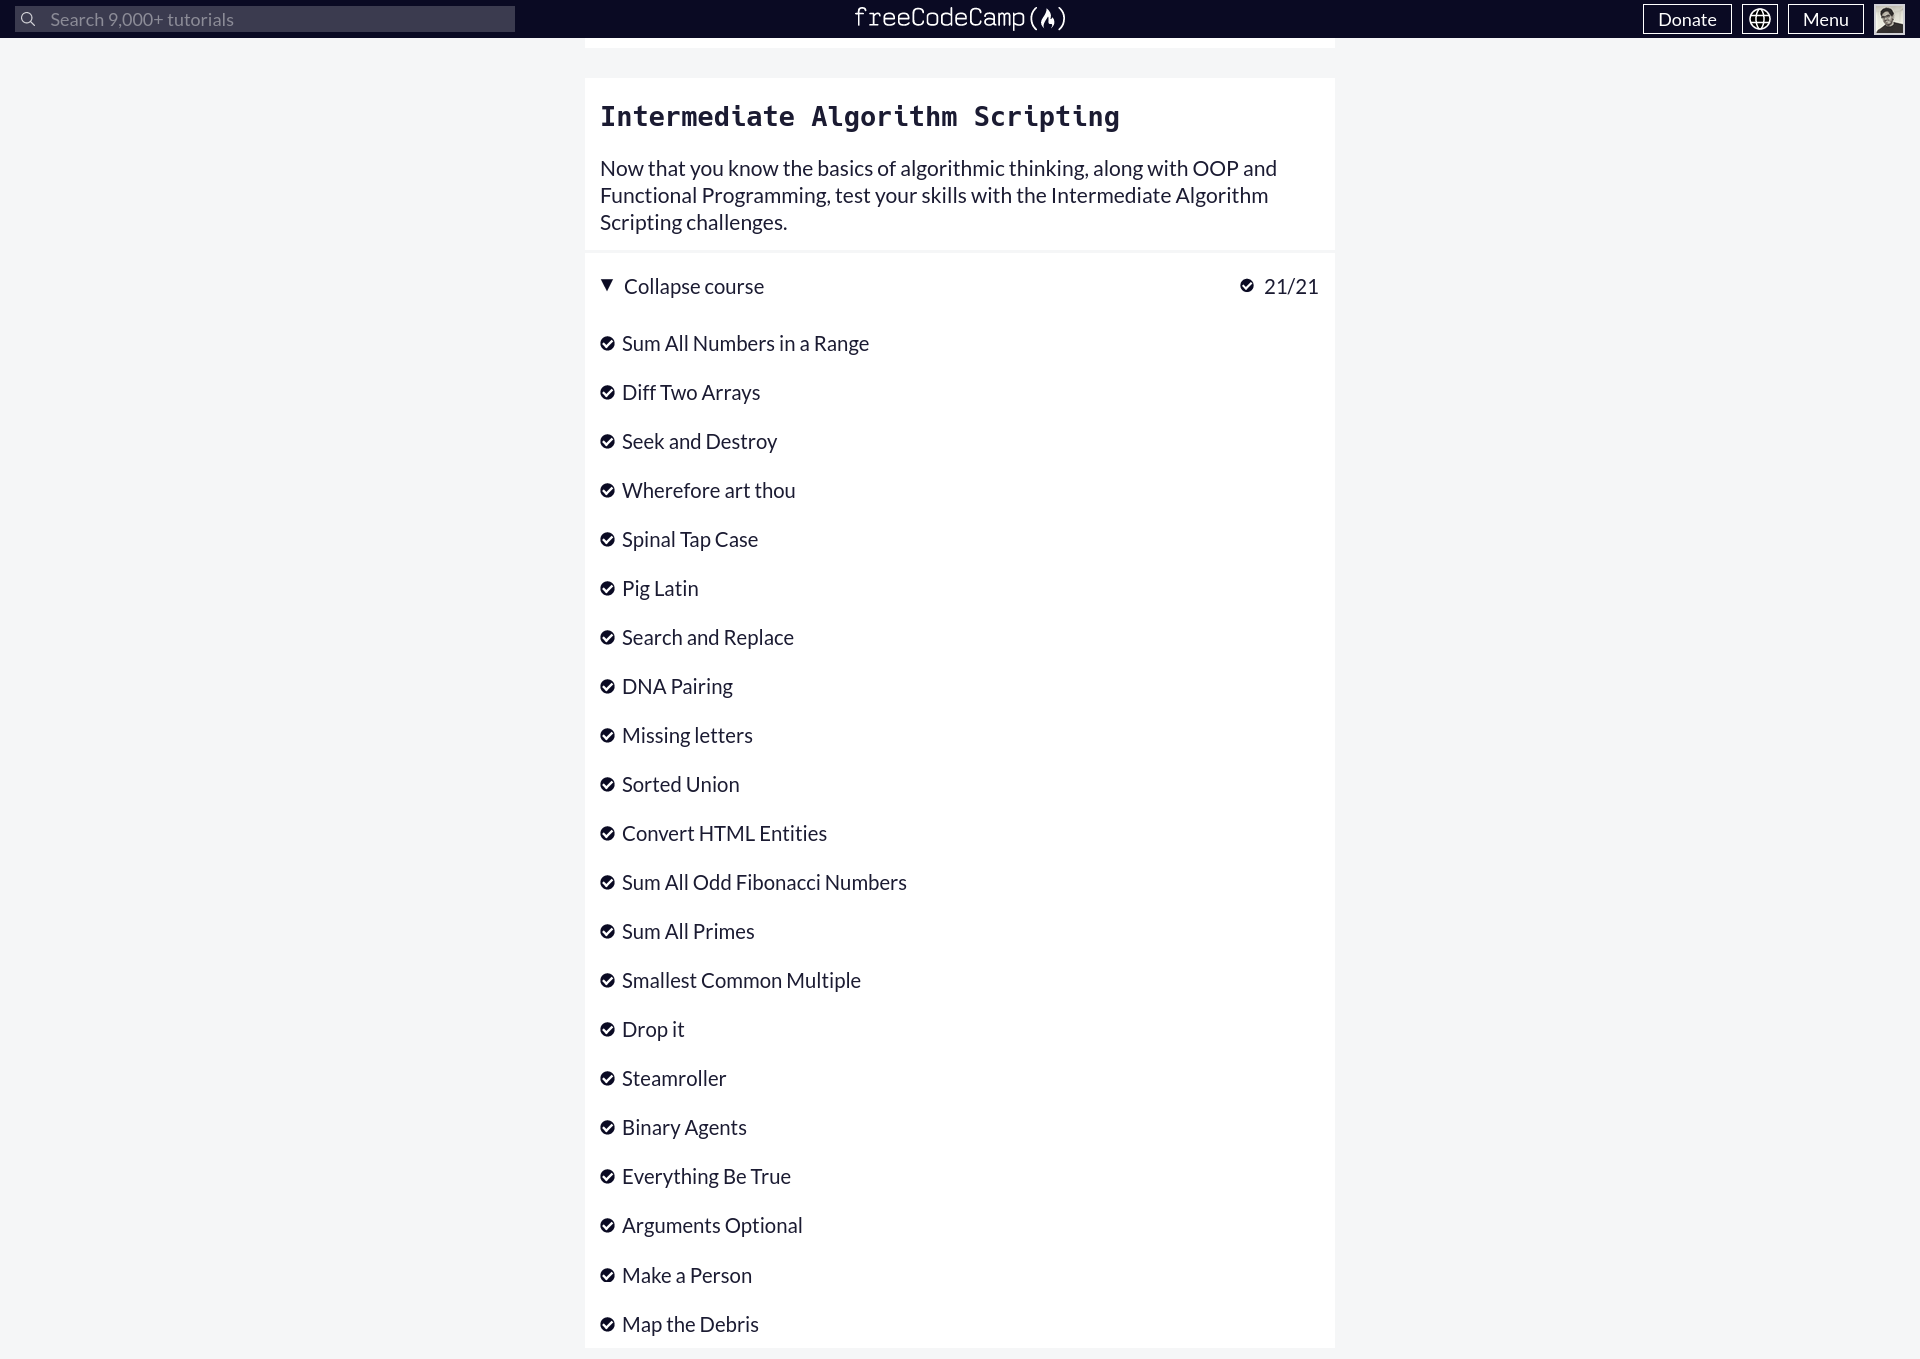 Search 9,000+ tutorials
freeCodeCamp
Donate
Menu
Intermediate Algorithm Scripting
Now that you know the basics of algorithmic thinking, along with OOP and
Functional Programming, test your skills with the Intermediate Algorithm
Scripting challenges.
Collapse course
21/21
Sum All Numbers in a Range
Diff Two Arrays
Seek and Destroy
Wherefore art thou
Spinal Tap Case
Pig Latin
Search and Replace
DNA Pairing
Missing letters
Sorted Union
Convert HTML Entities
Sum All Odd Fibonacci Numbers
Sum All Primes
Smallest Common Multiple
Drop it
Steamroller
Binary Agents
Everything Be True
Arguments Optional
Make a Person
Map the Debris